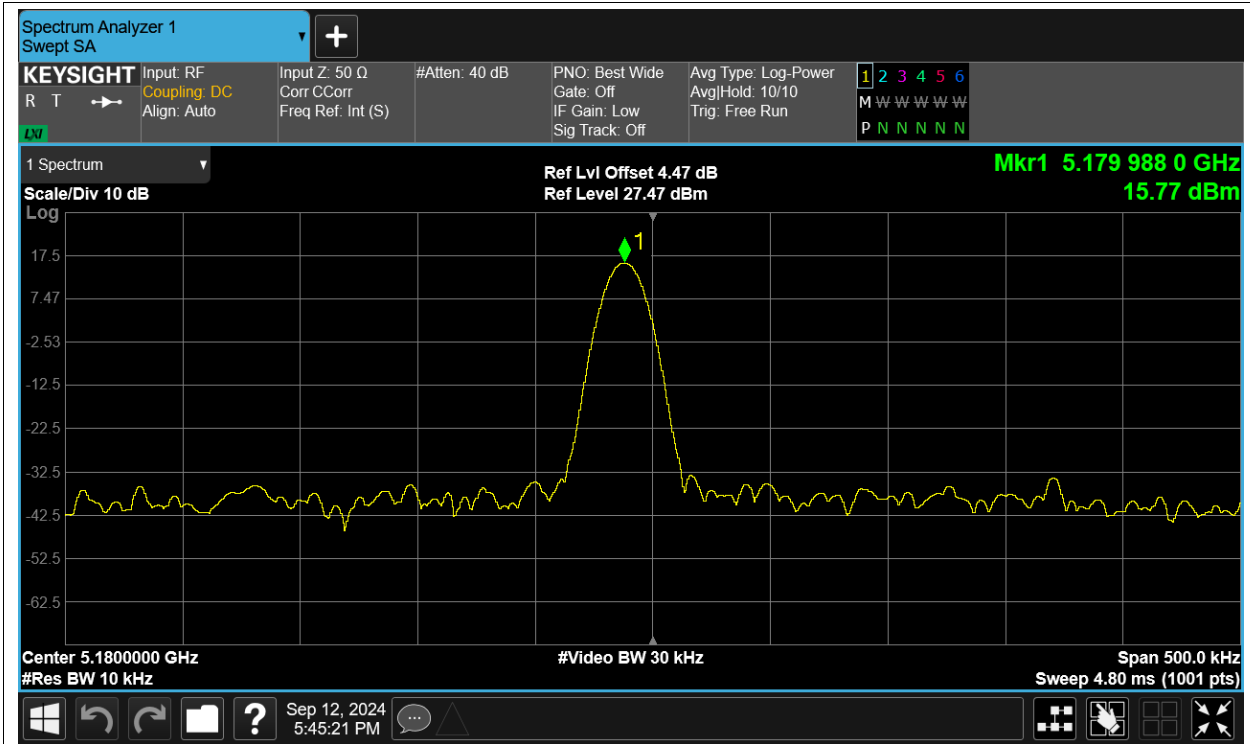 Spectrum Analyzer 1
Swept SA
+
KEYSIGHT
R T
LXI
Input: RF
Coupling: DC
Align: Auto
Input Z: 50 Ω
Corr CCorr
Freq Ref: Int (S)
#Atten: 40 dB
PNO: Best Wide
Gate: Off
IF Gain: Low
Sig Track: Off
Avg Type: Log-Power
Avg|Hold: 10/10
Trig: Free Run
1 2 3 4 5 6
M W W W W W
P N N N N N
1 Spectrum
Scale/Div 10 dB
Log
Ref Lvl Offset 4.47 dB
Ref Level 27.47 dBm
Mkr1 5.179 988 0 GHz
15.77 dBm
1
17.5
7.47
-2.53
-12.5
-22.5
-32.5
-42.5
-52.5
-62.5
Center 5.1800000 GHz
#Res BW 10 kHz
#Video BW 30 kHz
Span 500.0 kHz
Sweep 4.80 ms (1001 pts)
?
Sep 12, 2024
5:45:21 PM